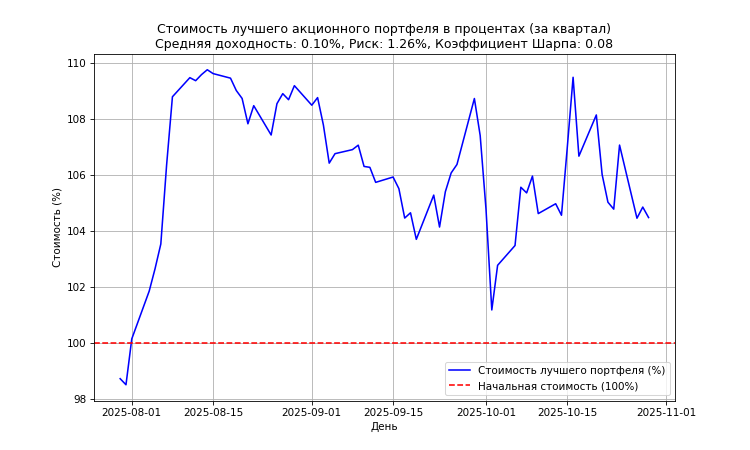 Стоимость лучшего акционного портфеля в процентах (за квартал)
Средняя доходность: 0.10%, Риск: 1.26%, Коэффициент Шарпа: 0.08
110
108
106
104
102
100
98
Стоимость (%)
Стоимость лучшего портфеля (%)
Начальная стоимость (100%)
2025-08-01
2025-08-15
2025-09-01
2025-09-15
2025-10-01
2025-10-15
2025-11-01
День